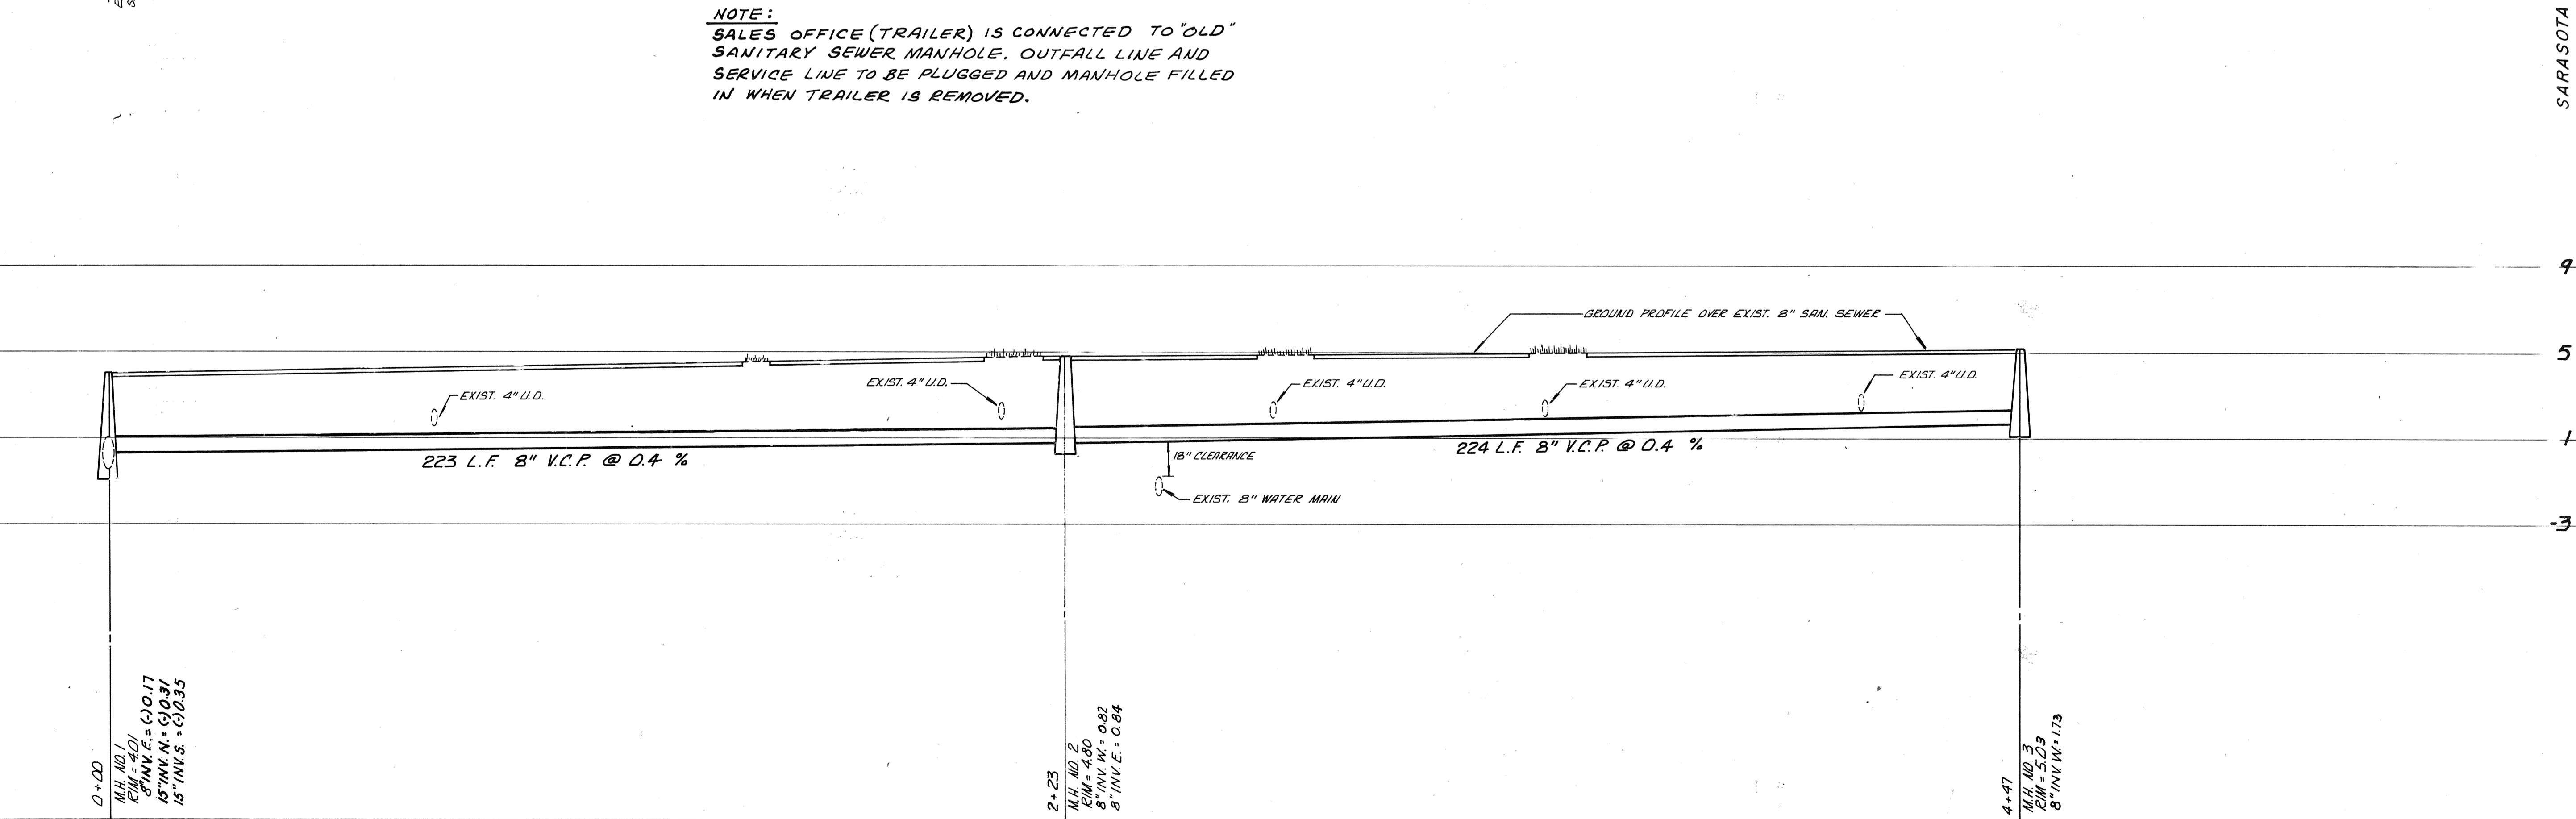 NOTE:
SALES OFFICE (TRAILER) IS CONNECTED TO "OLD"
SANITARY SEWER MANHOLE. OUTFALL LINE AND
SERVICE LINE TO BE PLUGGED AND MANHOLE FILLED
IN WHEN TRAILER IS REMOVED.
SARASOTA
9
GROUND PROFILE OVER EXIST. 8" SAN. SEWER
5
EXIST. 4" U.D.
EXIST. 4" U.D.
EXIST. 4" U.D.
EXIST. 4" U.D.
EXIST. 4" U.D.
1
223 L.F. 8" V.C.P. @ 0.4 %
224 L.F. 8" V.C.P. @ 0.4 %
18" CLEARANCE
EXIST. 8" WATER MAIN
-3
0+00
M.H. NO. 1
RIM = 4.01
8" INV. E. = (-) 0.17
15" INV. N. = (-) 0.31
15" INV. S. = (-) 0.35
2+23
M.H. NO. 2
RIM = 4.80
8" INV. W. = 0.82
8" INV. E. = 0.84
4+47
M.H. NO. 3
RIM = 5.03
8" INV. W. = 1.73